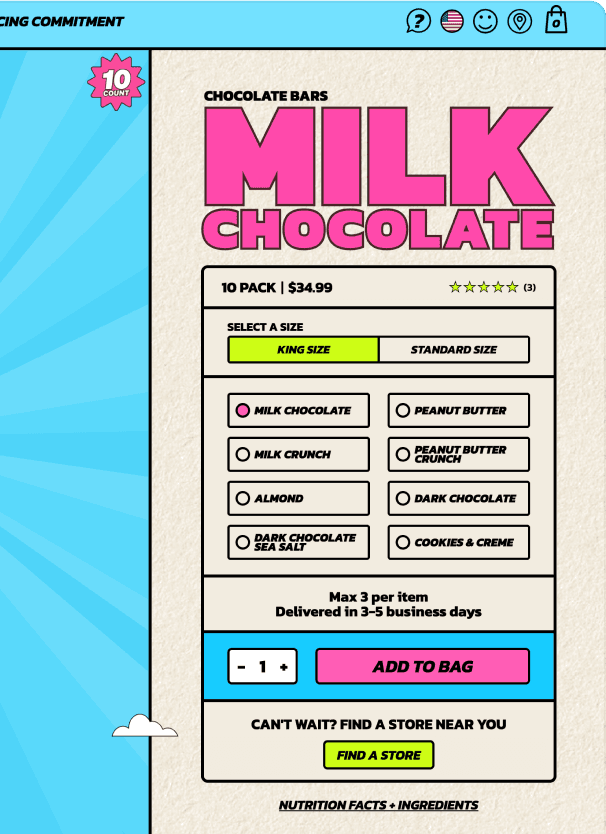 CING COMMITMENT
?
0
10
COUNT
CHOCOLATE BARS
MILK
CHOCOLATE
10 PACK | $34.99
(3)
SELECT A SIZE
KING SIZE
STANDARD SIZE
MILK CHOCOLATE
PEANUT BUTTER
MILK CRUNCH
PEANUT BUTTER
CRUNCH
ALMOND
DARK CHOCOLATE
DARK CHOCOLATE
SEA SALT
COOKIES & CREME
Max 3 per item
Delivered in 3-5 business days
- 1 +
ADD TO BAG
CAN'T WAIT? FIND A STORE NEAR YOU
FIND A STORE
NUTRITION FACTS + INGREDIENTS